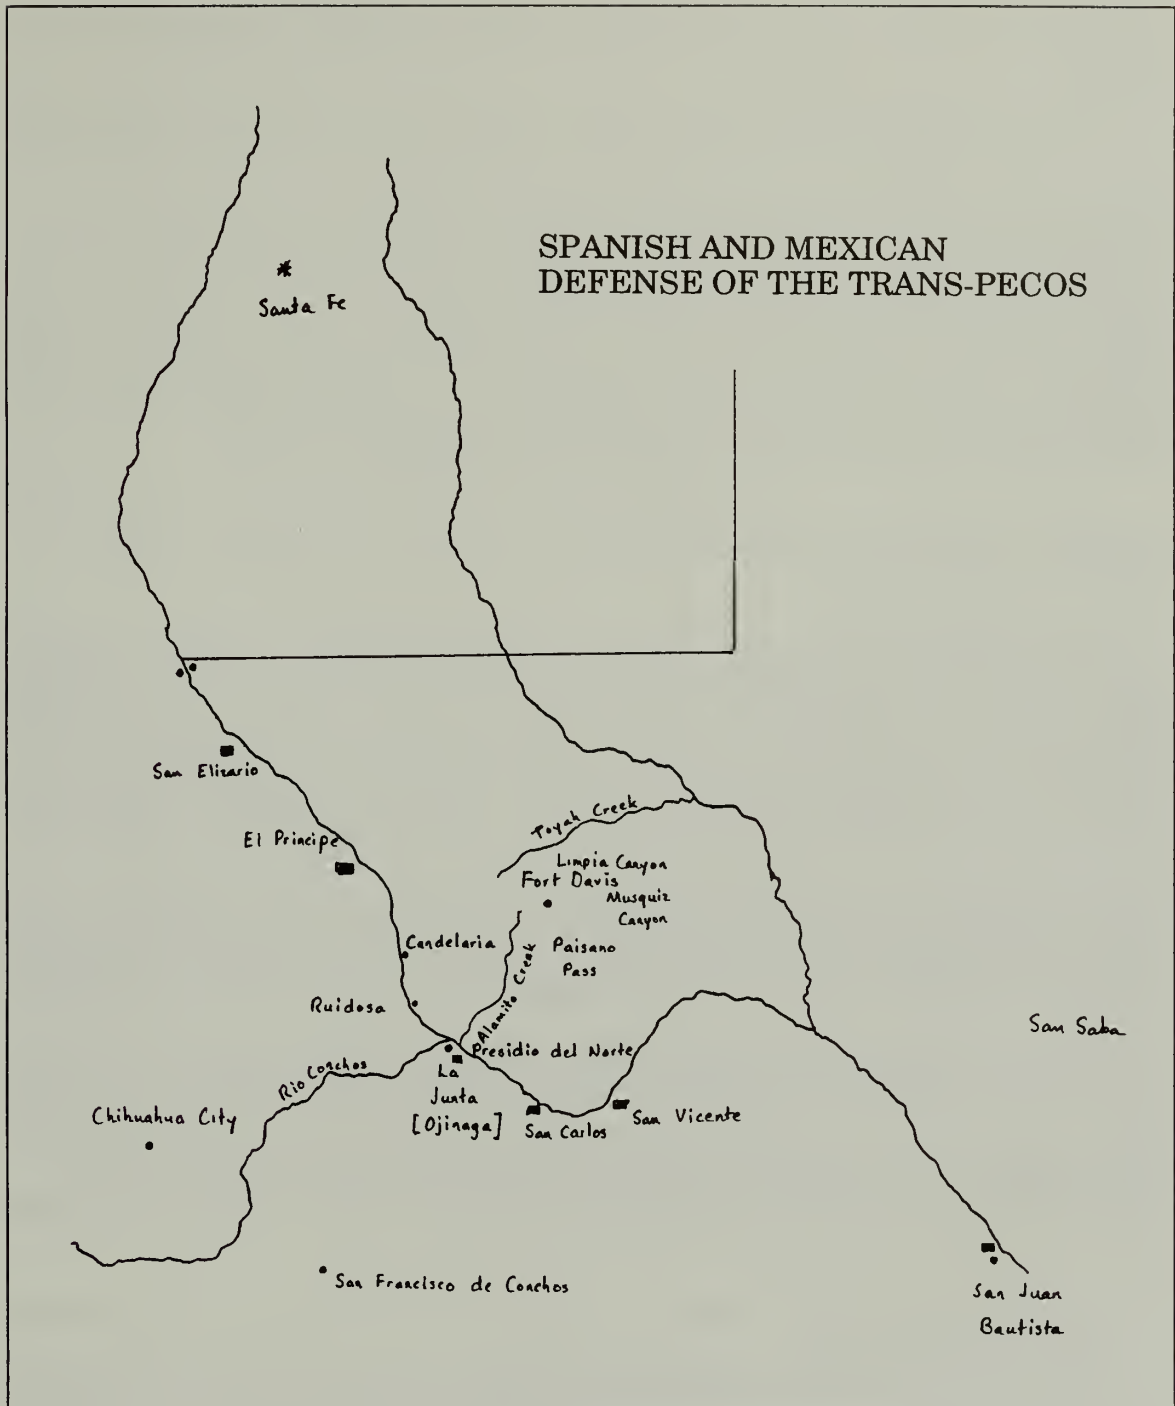 SPANISH AND MEXICAN
DEFENSE OF THE TRANS-PECOS
Santa Fe
San Elizario
El Principe
Toyah Creek
Limpia Canyon
Fort Davis
Musquiz
Canyon
Candelaria
Alamito Creek
Paisano
Pass
Ruidosa
San Saba
Presidio del Norte
Rio Conchos
La
Junta
[Ojinaga]
San Carlos
San Vicente
Chihuahua City
San Francisco de Conchos
San Juan
Bautista